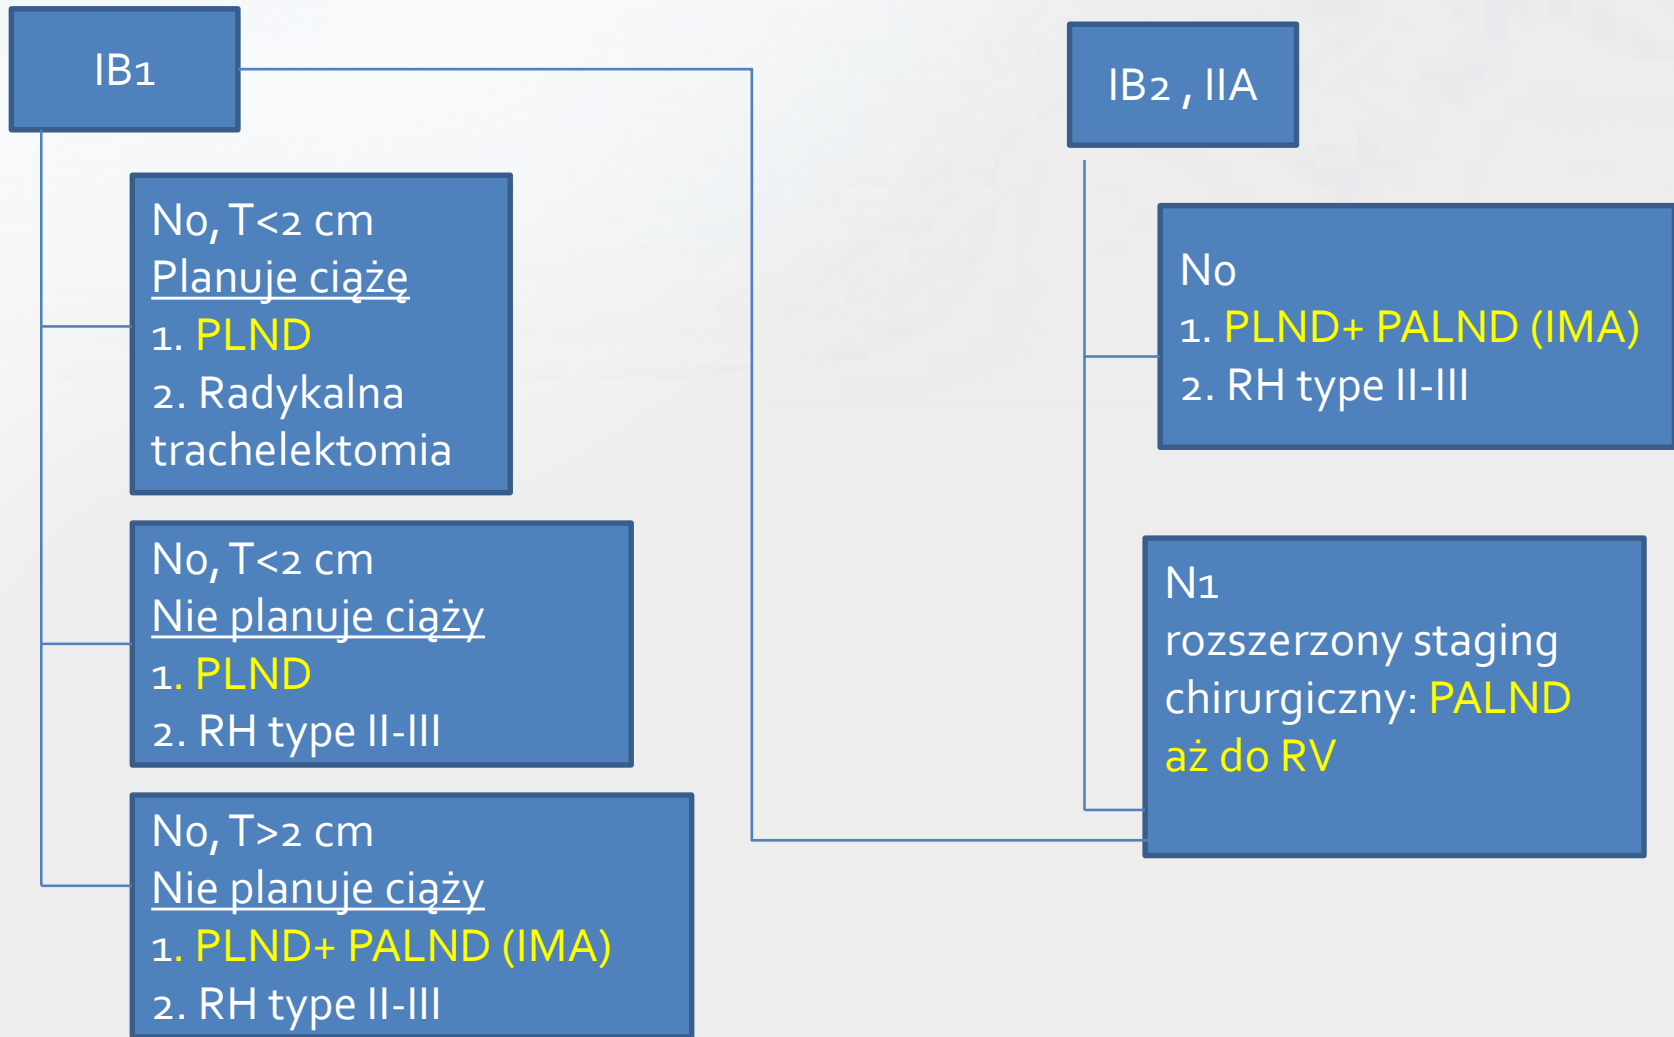 IB1
No, T<2 cm
Planuje ciążę
1. PLND
2. Radykalna
trachelektomia
No, T<2 cm
Nie planuje ciąży
1. PLND
2. RH type II-III
No, T>2 cm
Nie planuje ciąży
1. PLND+ PALND (IMA)
2. RH type II-III
IB2 , IIA
No
1. PLND+ PALND (IMA)
2. RH type II-III
N1
rozszerzony staging
chirurgiczny: PALND
aż do RV